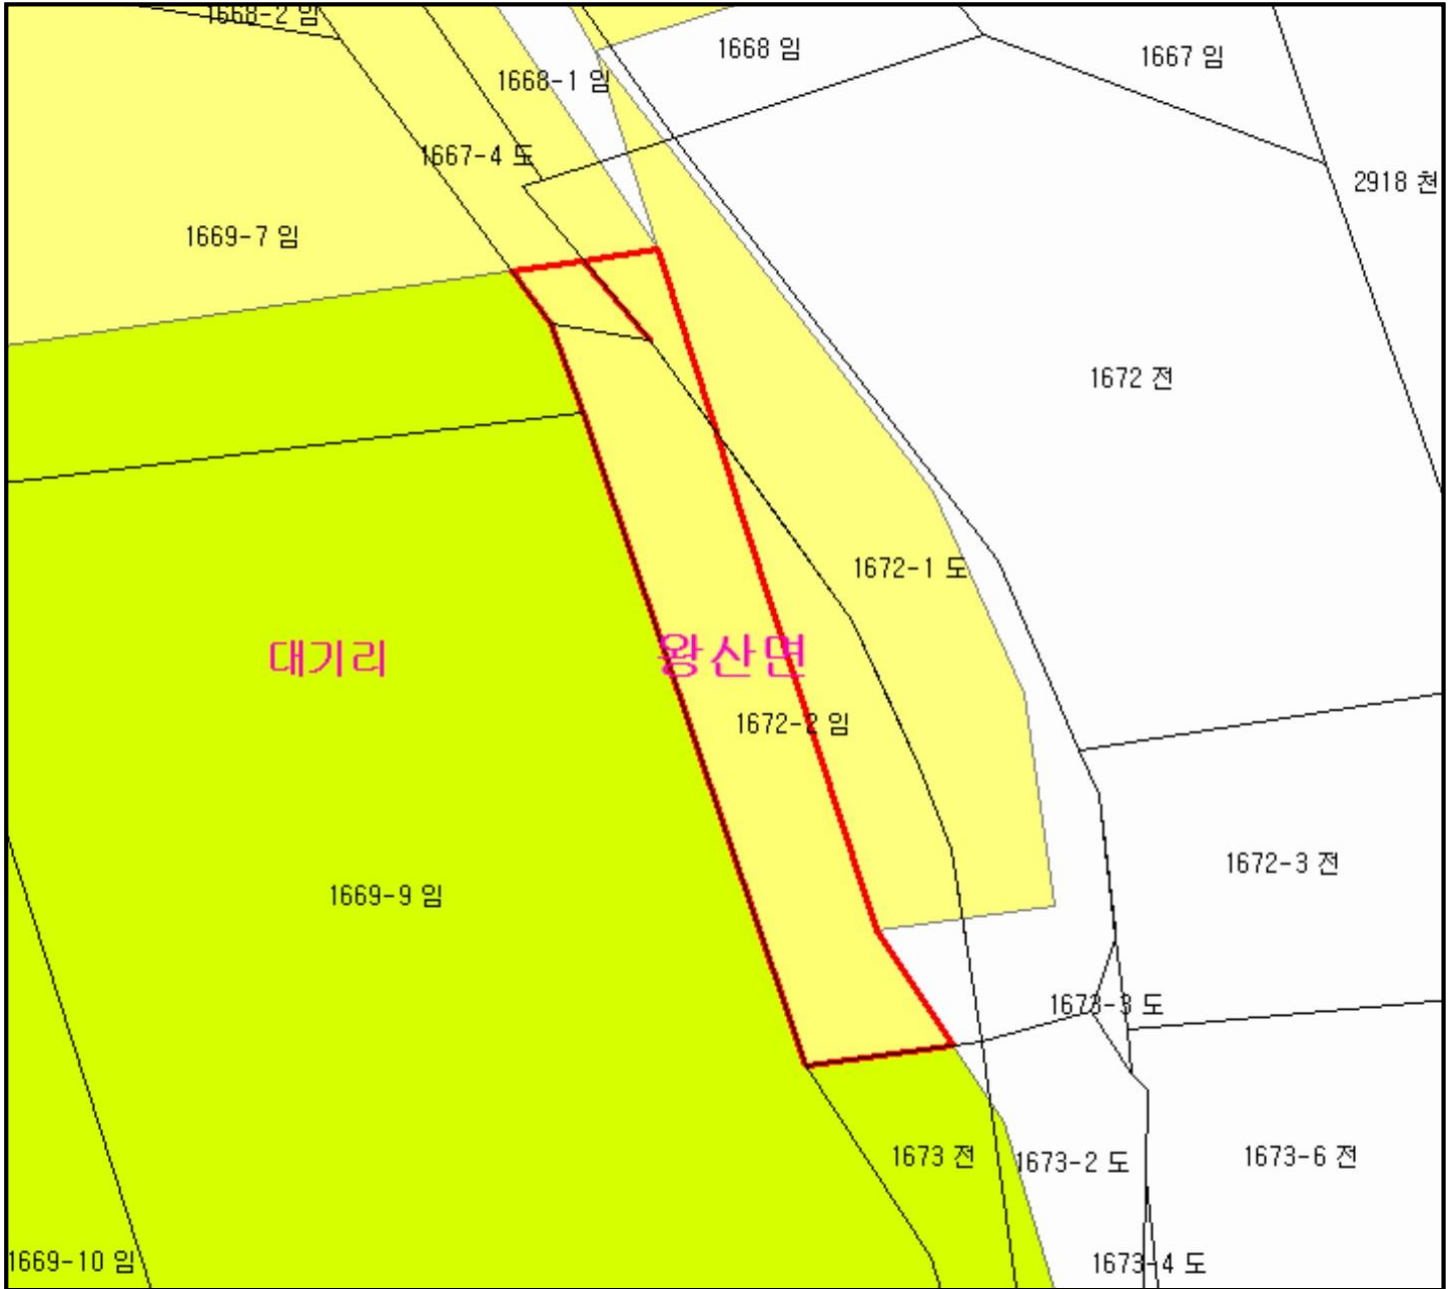 1668-2 임
1668 임
1667 임
1668-1 임
1667-4 도
2918 천
1669-7 임
1672 전
1672-1 도
대기리
왕산면
1672-2 임
1672-3 전
1669-9 임
1673-3 도
1673 전
1673-2 도
1673-6 전
1669-10 임
1673-4 도